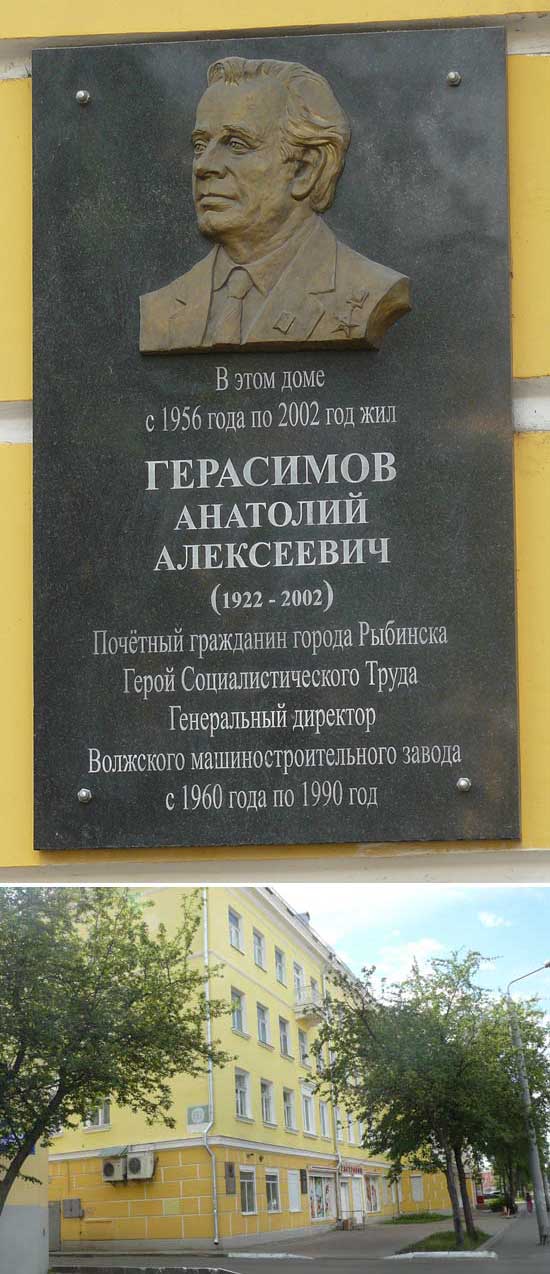 В этом доме
с 1956 года по 2002 год жил
ГЕРАСИМОВ
АНАТОЛИЙ
АЛЕКСЕЕВИЧ
(1922 - 2002)
Почётный гражданин города Рыбинска
Герой Социалистического Труда
Генеральный директор
Волжского машиностроительного завода
с 1960 года по 1990 год